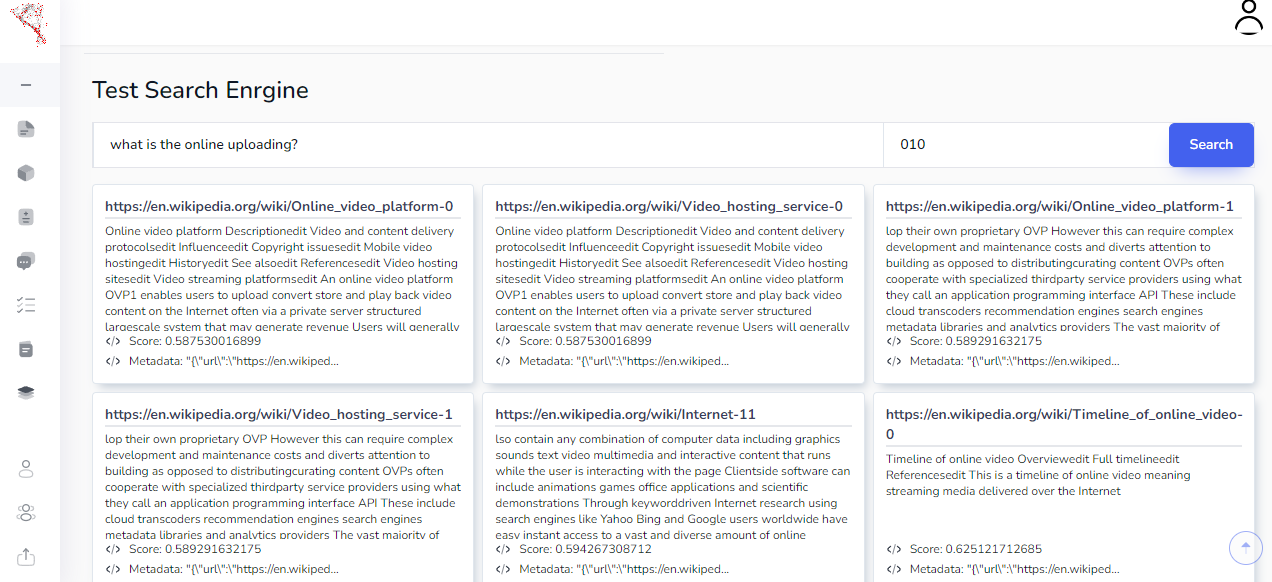 Test Search Enrgine
what is the online uploading?
010
Search
https://en.wikipedia.org/wiki/Online_video_platform-0
Online video platform Descriptionedit Video and content delivery
protocolsedit Influenceedit Copyright issuesedit Mobile video
hostingedit Historyedit See alsoedit Referencesedit Video hosting
sitesedit Video streaming platformsedit An online video platform
OVP1 enables users to upload convert store and play back video
content on the Internet often via a private server structured
largescale system that may generate revenue Users will generally
</> Score: 0.587530016899
</> Metadata: "{\"url\":\"https://en.wikiped...
https://en.wikipedia.org/wiki/Video_hosting_service-0
Online video platform Descriptionedit Video and content delivery
protocolsedit Influenceedit Copyright issuesedit Mobile video
hostingedit Historyedit See alsoedit Referencesedit Video hosting
sitesedit Video streaming platformsedit An online video platform
OVP1 enables users to upload convert store and play back video
content on the Internet often via a private server structured
largescale system that may generate revenue Users will generally
</> Score: 0.587530016899
</> Metadata: "{\"url\":\"https://en.wikiped...
https://en.wikipedia.org/wiki/Online_video_platform-1
lop their own proprietary OVP However this can require complex
development and maintenance costs and diverts attention to
building as opposed to distributingcurating content OVPs often
cooperate with specialized thirdparty service providers using what
they call an application programming interface API These include
cloud transcoders recommendation engines search engines
metadata libraries and analytics providers The vast majority of
</> Score: 0.589291632175
</> Metadata: "{\"url\":\"https://en.wikiped...
https://en.wikipedia.org/wiki/Video_hosting_service-1
lop their own proprietary OVP However this can require complex
development and maintenance costs and diverts attention to
building as opposed to distributingcurating content OVPs often
cooperate with specialized thirdparty service providers using what
they call an application programming interface API These include
cloud transcoders recommendation engines search engines
metadata libraries and analytics providers The vast majority of
</> Score: 0.589291632175
</> Metadata: "{\"url\":\"https://en.wikiped...
https://en.wikipedia.org/wiki/Internet-11
lso contain any combination of computer data including graphics
sounds text video multimedia and interactive content that runs
while the user is interacting with the page Clientside software can
include animations games office applications and scientific
demonstrations Through keyworddriven Internet research using
search engines like Yahoo Bing and Google users worldwide have
easy instant access to a vast and diverse amount of online
</> Score: 0.594267308712
</> Metadata: "{\"url\":\"https://en.wikiped...
https://en.wikipedia.org/wiki/Timeline_of_online_video-
0
Timeline of online video Overviewedit Full timelineedit
Referencesedit This is a timeline of online video meaning
streaming media delivered over the Internet
</> Score: 0.625121712685
</> Metadata: "{\"url\":\"https://en.wikiped...